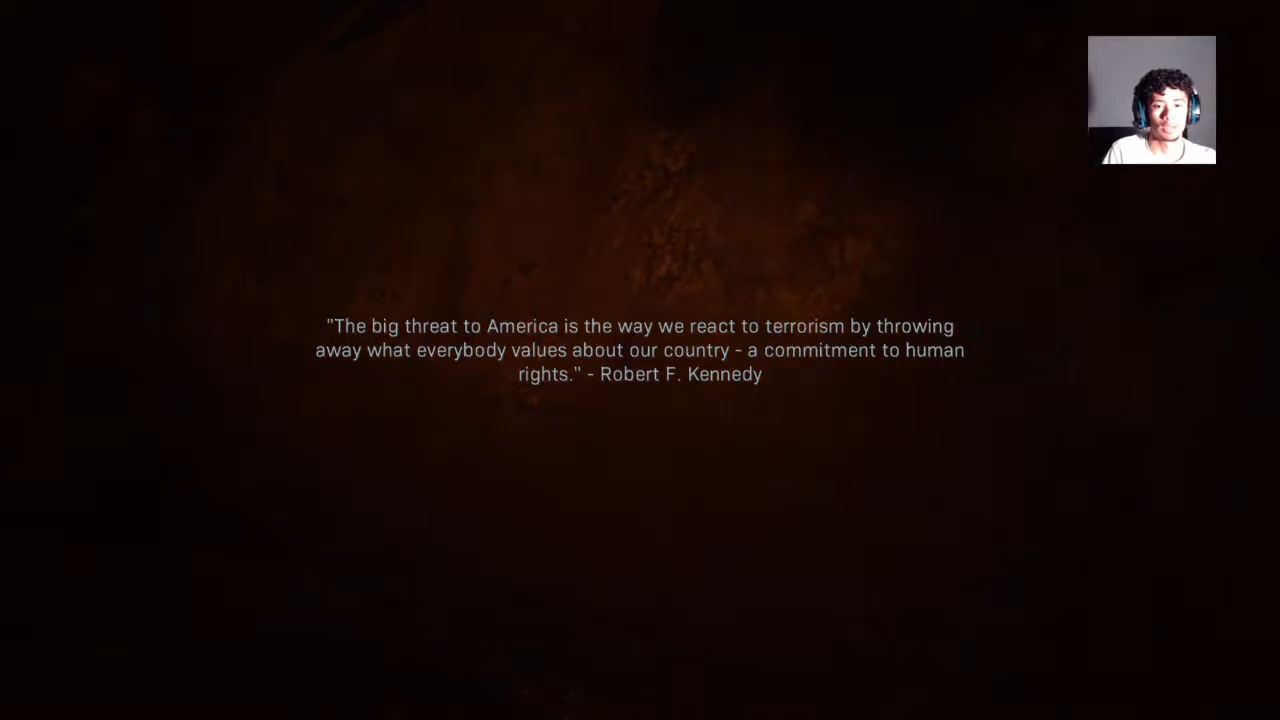 "The big threat to America is the way we react to terrorism by throwing
away what everybody values about our country - a commitment to human
rights." - Robert F. Kennedy